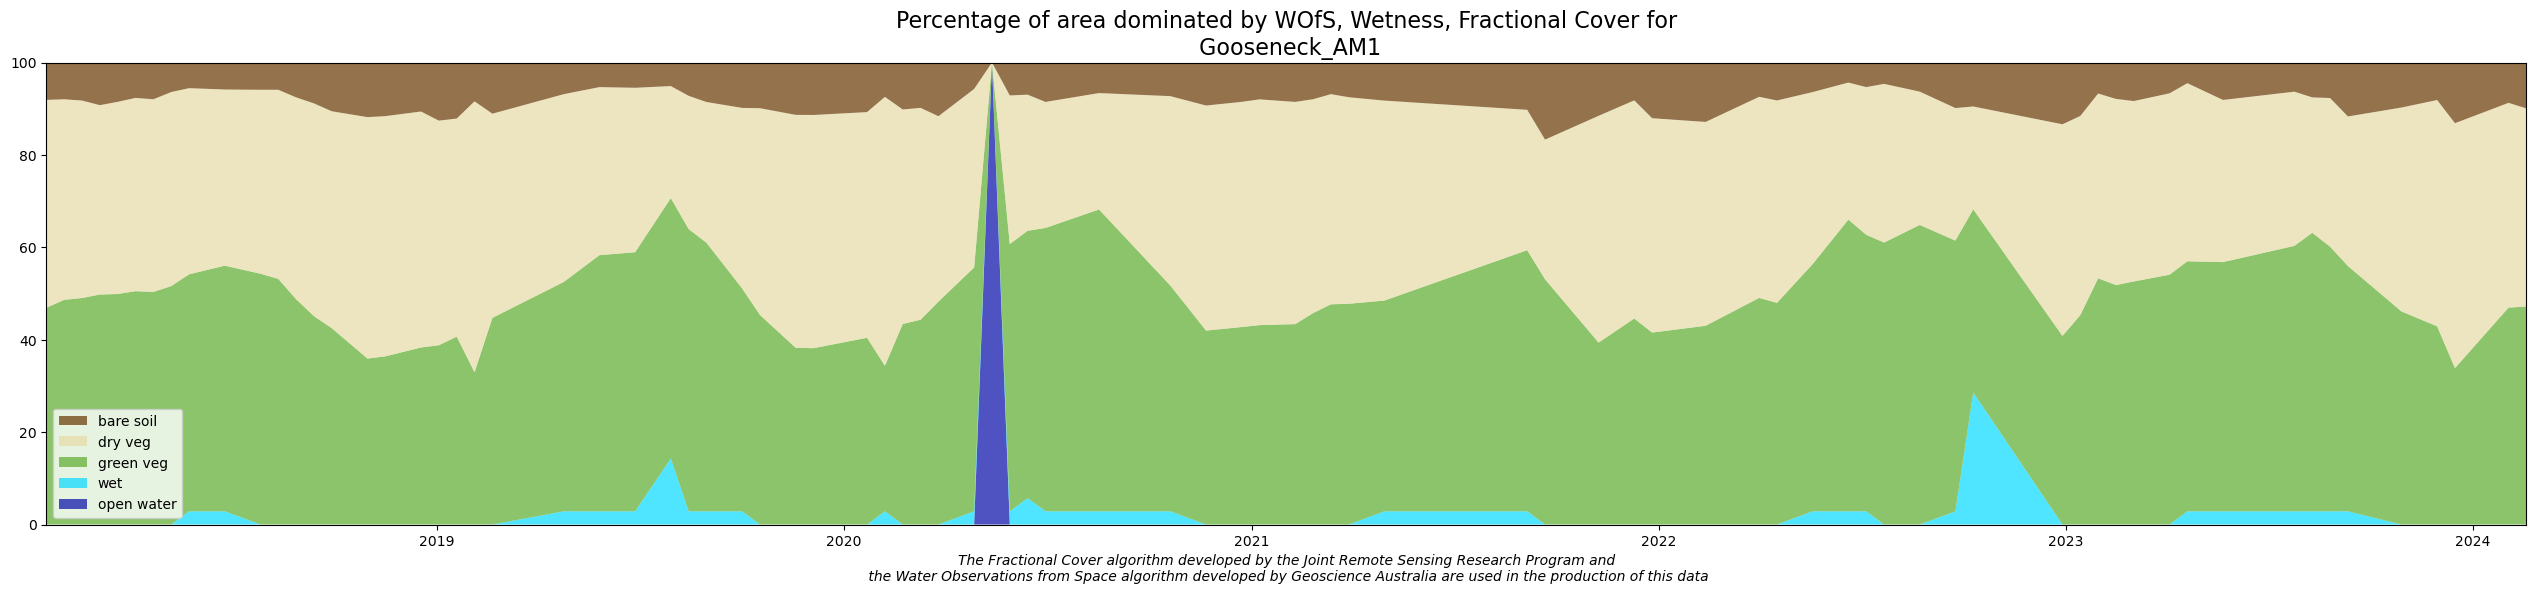 Percentage of area dominated by WOfS, Wetness, Fractional Cover for
Gooseneck_AM1
100
80
60
40
20
0
bare soil
dry veg
green veg
wet
open water
2019
2020
2021
2022
2023
2024
The Fractional Cover algorithm developed by the Joint Remote Sensing Research Program and
the Water Observations from Space algorithm developed by Geoscience Australia are used in the production of this data